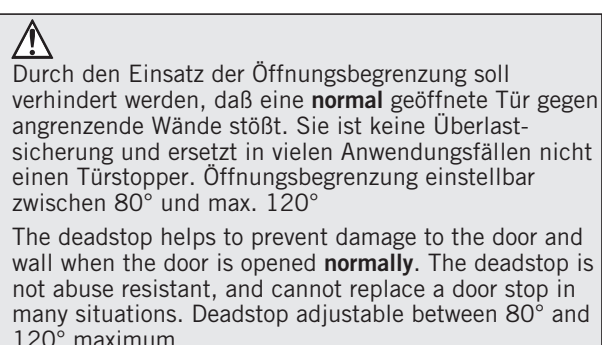 Durch den Einsatz der Öffnungsbegrenzung soll
verhindert werden, daß eine normal geöffnete Tür gegen
angrenzende Wände stößt. Sie ist keine Überlast-
sicherung und ersetzt in vielen Anwendungsfällen nicht
einen Türstopper. Öffnungsbegrenzung einstellbar
zwischen 80° und max. 120°
The deadstop helps to prevent damage to the door and
wall when the door is opened normally. The deadstop is
not abuse resistant, and cannot replace a door stop in
many situations. Deadstop adjustable between 80° and
120° maximum